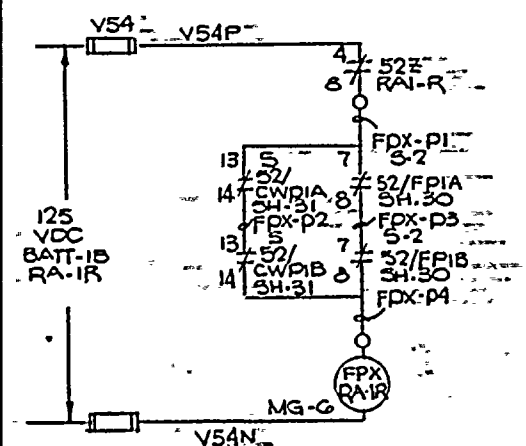 V54
V54P
4
52Z
8
RA1-R
FPX-P1
S-2
13
S
7
52/
14
CWP1A
SH-31
8
52/FP1A
SH.30
FPX-P2
FPX-P3
S-2
13
S
7
52/
14
CWP1B
SH-31
8
52/FP1B
SH.30
FPX-P4
125
VDC
BATT-1B
RA-1R
FPX
RA-1R
MG-6
V54N